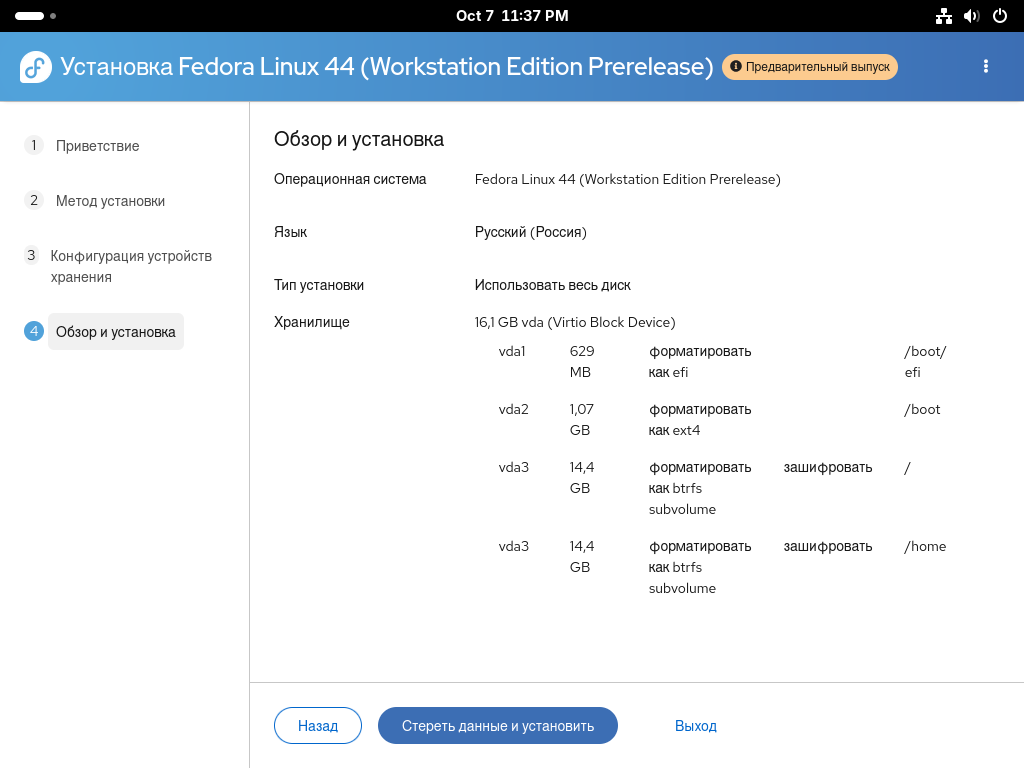 Oct 7 11:37 PM
Установка Fedora Linux 44 (Workstation Edition Prerelease)
Предварительный выпуск
1 Приветствие
2 Метод установки
3 Конфигурация устройств
хранения
4 Обзор и установка
Обзор и установка
Операционная система Fedora Linux 44 (Workstation Edition Prerelease)
Язык Русский (Россия)
Тип установки Использовать весь диск
Хранилище 16,1 GB vda (Virtio Block Device)
vda1 629 форматировать /boot/
MB как efi efi
vda2 1,07 форматировать /boot
GB как ext4
vda3 14,4 форматировать зашифровать /
GB как btrfs
subvolume
vda3 14,4 форматировать зашифровать /home
GB как btrfs
subvolume
Назад Стереть данные и установить Выход